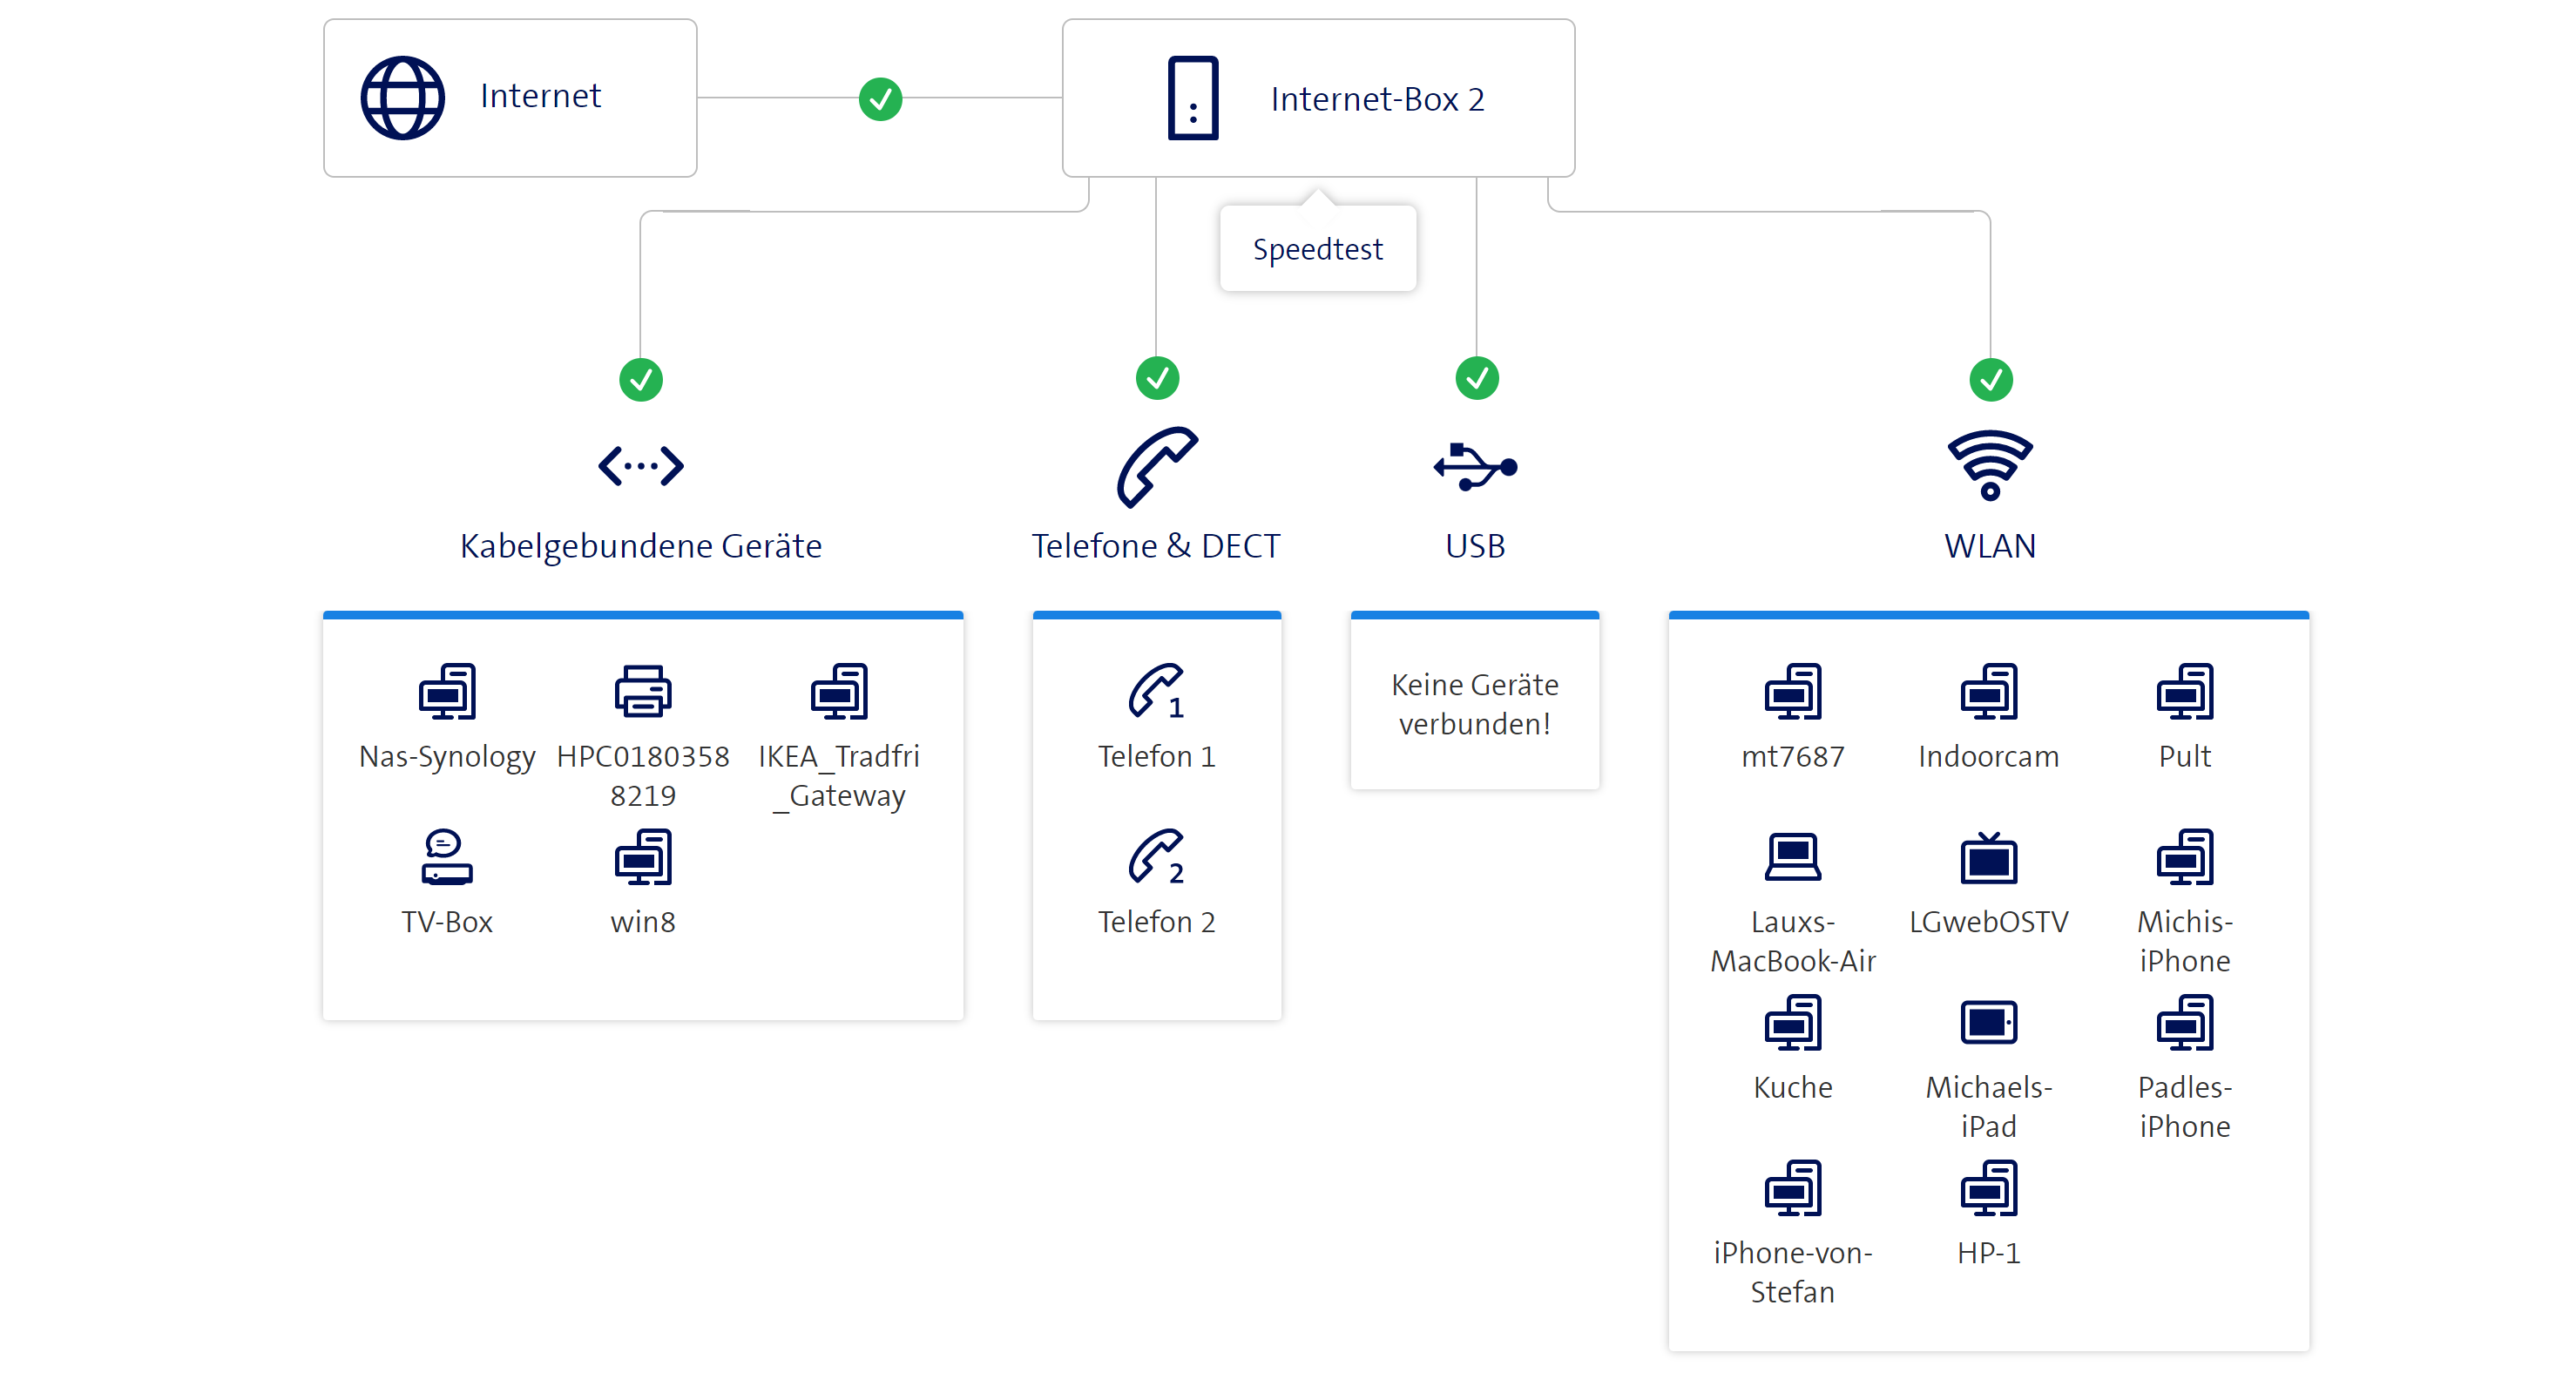 Internet
Internet-Box 2
Speedtest
Kabelgebundene Geräte
Telefone & DECT
USB
WLAN
Nas-Synology
HPC0180358
8219
IKEA_Tradfri
_Gateway
TV-Box
win8
1
Telefon 1
2
Telefon 2
Keine Geräte
verbunden!
mt7687
Indoorcam
Pult
Lauxs-
MacBook-Air
LGwebOSTV
Michis-
iPhone
Kuche
Michaels-
iPad
Padles-
iPhone
iPhone-von-
Stefan
HP-1